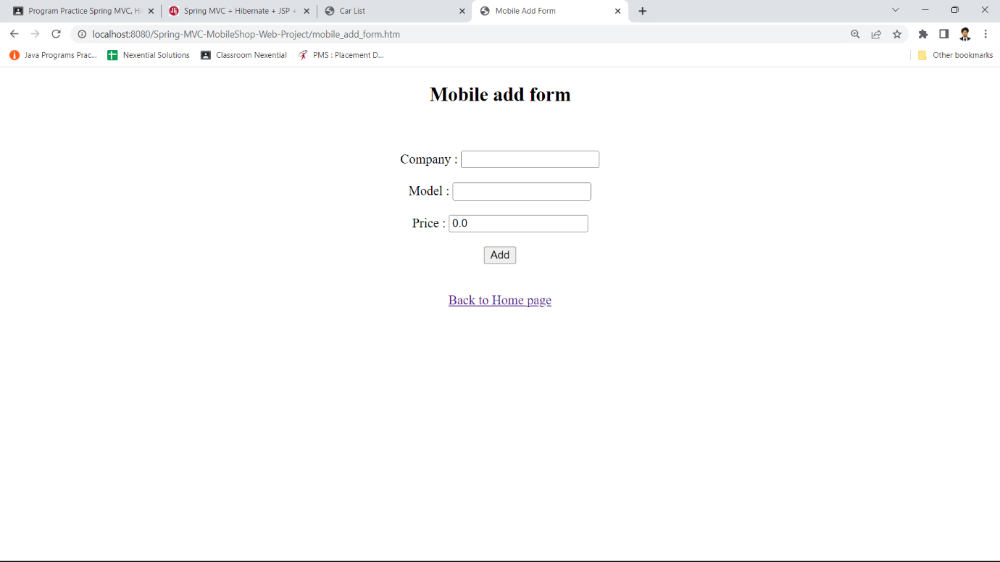 Program Practice Spring MVC, Hi
Spring MVC + Hibernate + JSP +
Car List
Mobile Add Form
localhost:8080/Spring-MVC-MobileShop-Web-Project/mobile_add_form.htm
Java Programs Prac...
Nexential Solutions
Classroom Nexential
PMS : Placement D...
Other bookmarks
Mobile add form
Company :
Model :
Price : 0.0
Add
Back to Home page